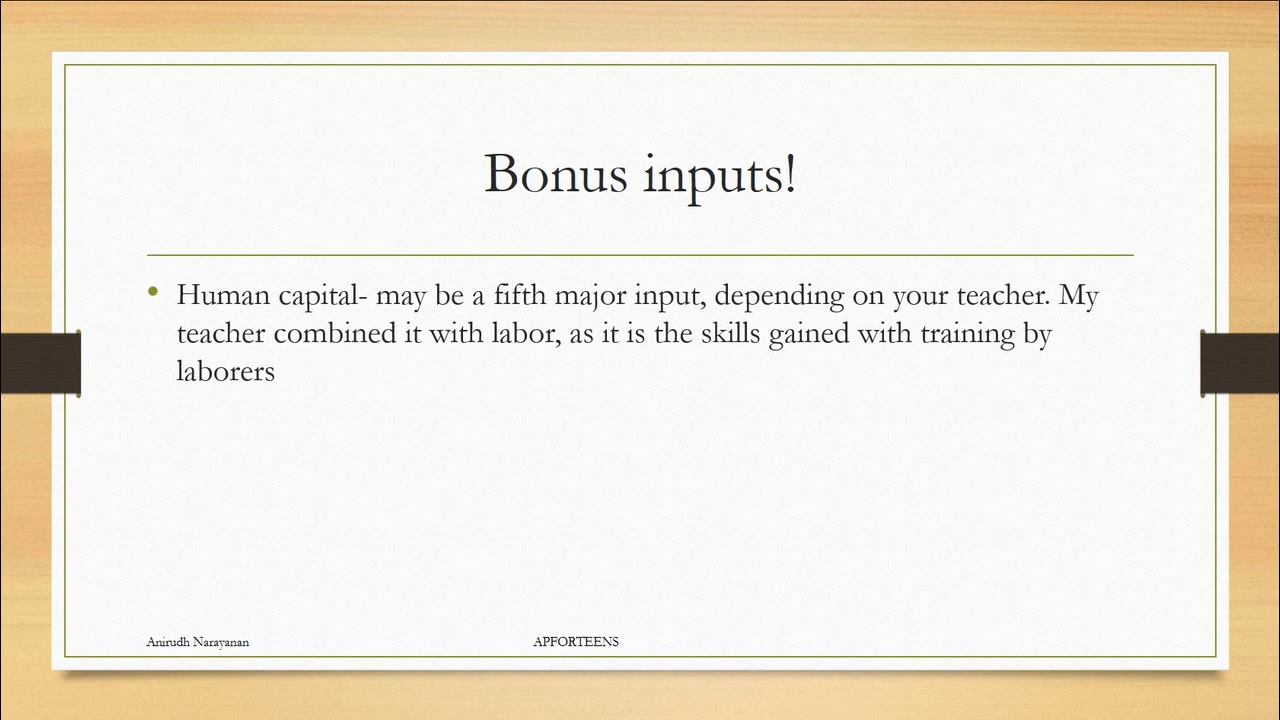 Bonus inputs!
Human capital- may be a fifth major input, depending on your teacher. My
teacher combined it with labor, as it is the skills gained with training by
laborers
Anirudh Narayanan
APFORTEENS